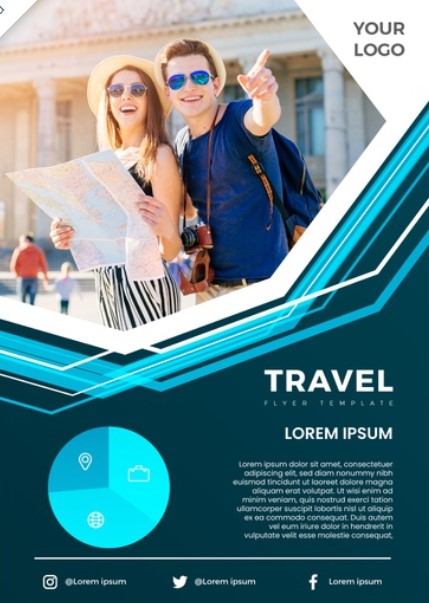 YOUR
LOGO
TRAVEL
FLYER TEMPLATE
LOREM IPSUM
Lorem ipsum dolor sit amet, cons
ectetuer adipiscing elit, sed diam
nonummy nibh euismod tincidunt
ut laoreet dolore magna
aliquam erat volutpat. Ut wisi
enim ad minim veniam, quis
nostrud exerci tation ullamcorper
suscipit lobortis nisl ut aliquip ex
ea commodo consequat. Duis
autem vel eum iriure
dolor in hendrerit in
vulputate velit esse molestie consequat,
@Lorem ipsum
@Lorem ipsum
Lorem ipsum